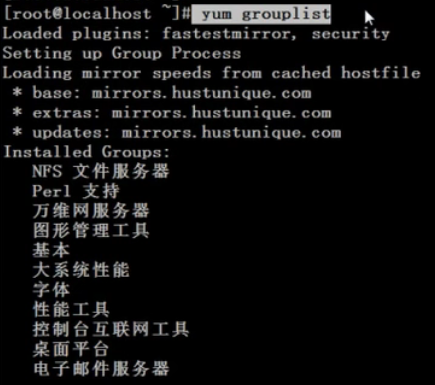 [root@localhost ~]# yum grouplist
Loaded plugins: fastestmirror, security
Setting up Group Process
Loading mirror speeds from cached hostfile
 * base: mirrors.hustunique.com
 * extras: mirrors.hustunique.com
 * updates: mirrors.hustunique.com
Installed Groups:
   NFS 文件服务器
   Perl 支持
   万维网服务器
   图形管理工具
   基本
   大系统性能
   字体
   性能工具
   控制台互联网工具
   桌面平台
   电子邮件服务器